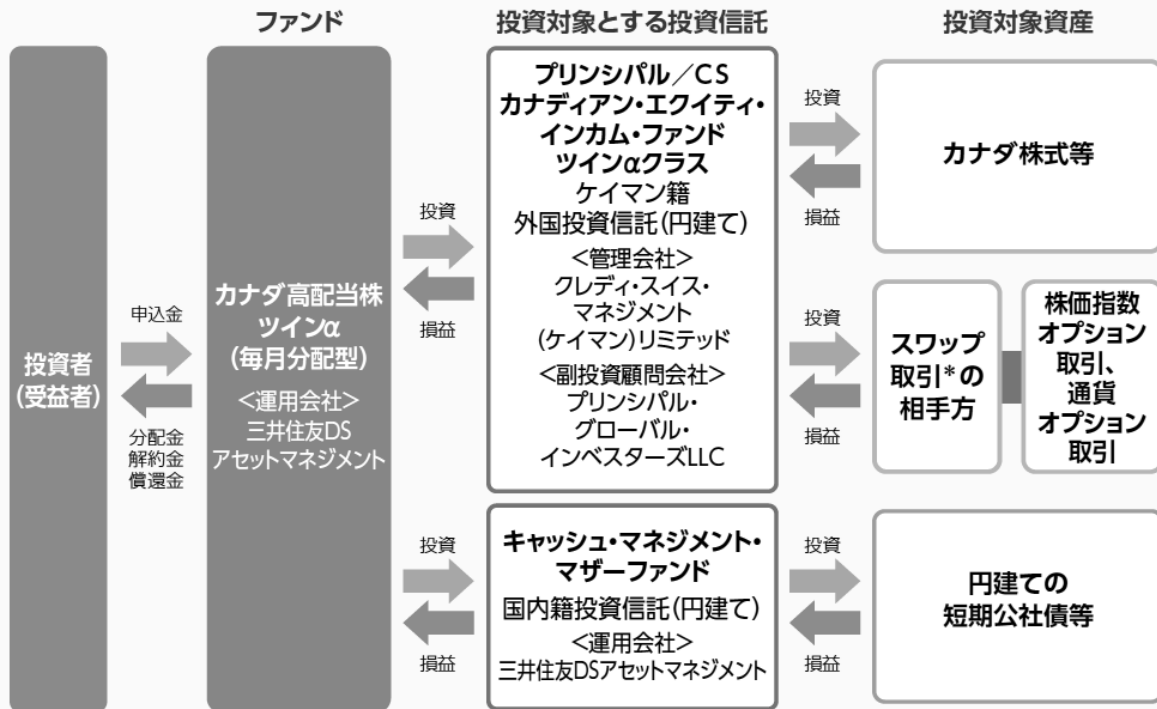 ファンド
投資対象とする投資信託
投資対象資産
投資者
(受益者)
申込金
分配金
解約金
償還金
カナダ高配当株
ツインα
(毎月分配型)
<運用会社>
三井住友DS
アセットマネジメント
投資
損益
プリンシパル／CS
カナディアン・エクイティ・
インカム・ファンド
ツインαクラス
ケイマン籍
外国投資信託(円建て)
<管理会社>
クレディ・スイス・
マネジメント
(ケイマン)リミテッド
<副投資顧問会社>
プリンシパル・
グローバル・
インベスターズLLC
投資
損益
カナダ株式等
投資
損益
スワップ
取引*の
相手方
株価指数
オプション
取引、
通貨
オプション
取引
投資
損益
キャッシュ・マネジメント・
マザーファンド
国内籍投資信託(円建て)
<運用会社>
三井住友DSアセットマネジメント
投資
損益
円建ての
短期公社債等